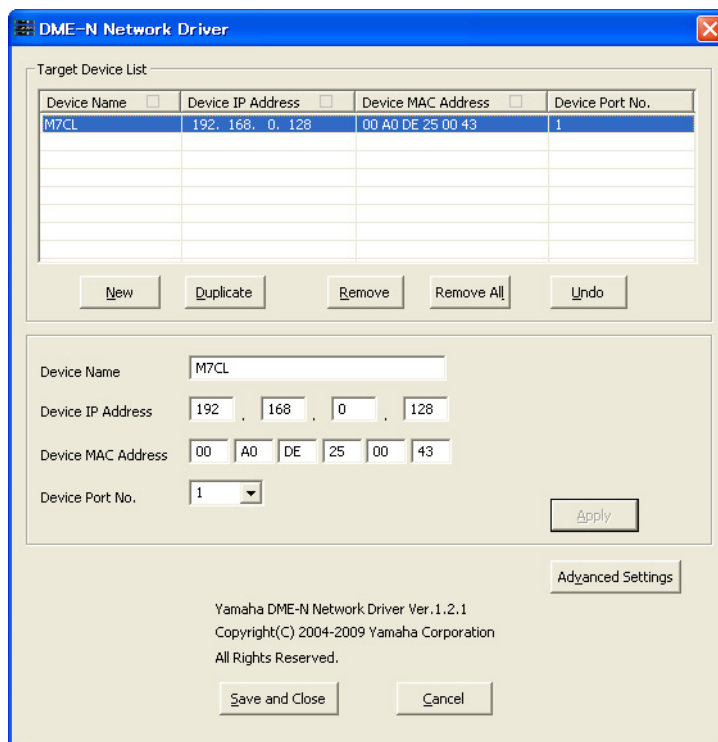 DME-N Network Driver
Target Device List
Device Name Device IP Address Device MAC Address Device Port No.
M7CL 192. 168. 0. 128 00 A0 DE 25 00 43 1
New Duplicate Remove Remove All Undo
Device Name M7CL
Device IP Address 192 . 168 . 0 . 128
Device MAC Address 00 A0 DE 25 00 43
Device Port No. 1
Apply
Advanced Settings
Yamaha DME-N Network Driver Ver.1.2.1
Copyright(C) 2004-2009 Yamaha Corporation
All Rights Reserved.
Save and Close Cancel